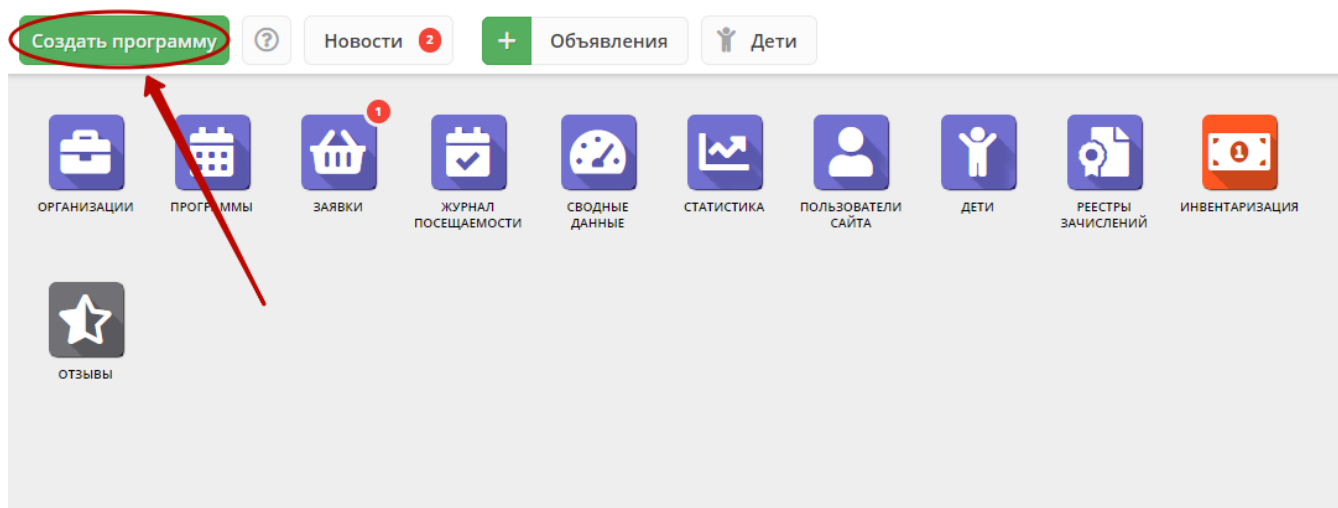 Создать программу
?
Новости 2
+ Объявления
Дети
1
1
ОРГАНИЗАЦИИ
ПРОГРАММЫ
ЗАЯВКИ
ЖУРНАЛ
ПОСЕЩАЕМОСТИ
СВОДНЫЕ
ДАННЫЕ
СТАТИСТИКА
ПОЛЬЗОВАТЕЛИ
САЙТА
ДЕТИ
РЕЕСТРЫ
ЗАЧИСЛЕНИЙ
ИНВЕНТАРИЗАЦИЯ
ОТЗЫВЫ